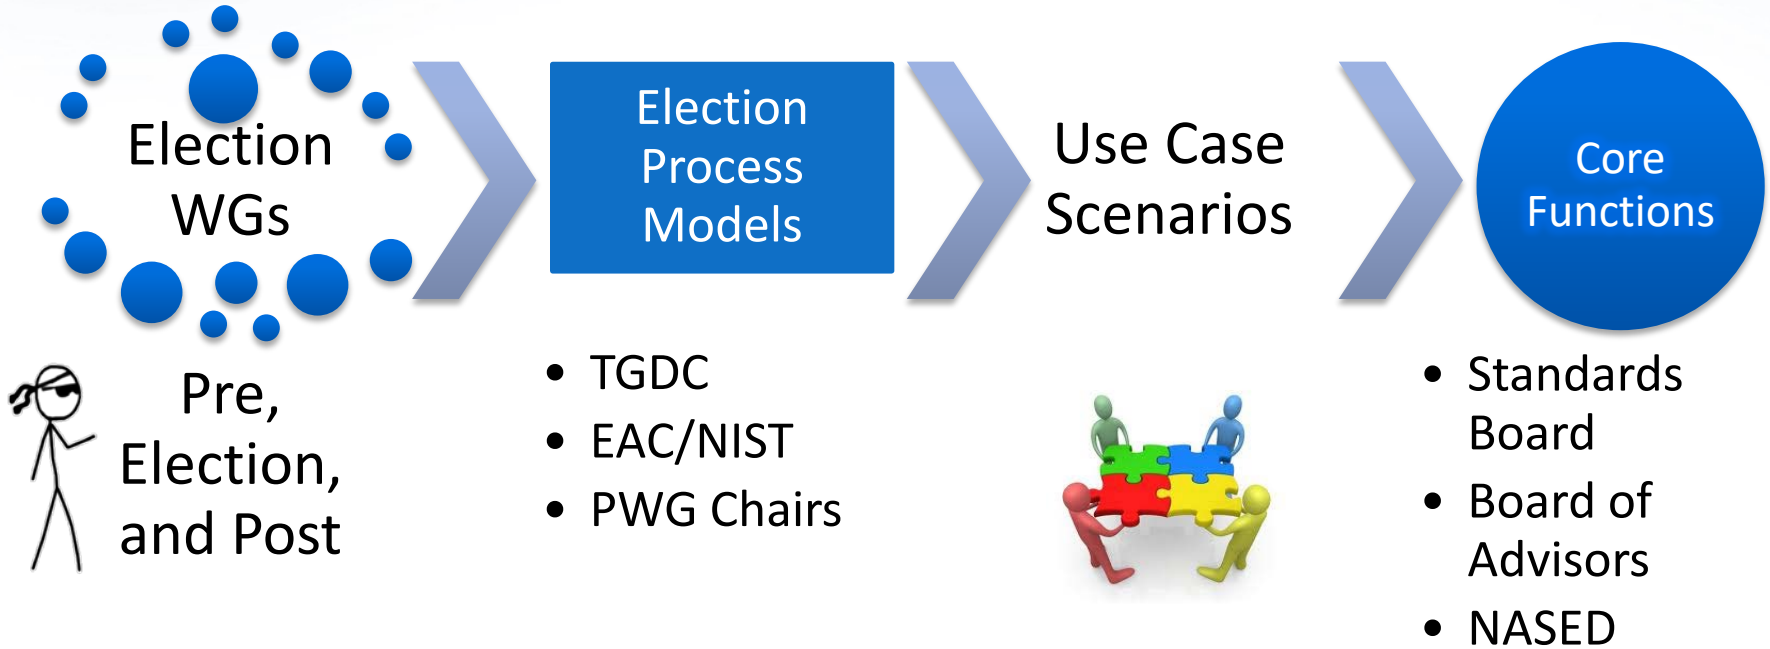 Election
WGs
Pre,
Election,
and Post
Election
Process
Models
• TGDC
• EAC/NIST
• PWG Chairs
Use Case
Scenarios
Core
Functions
• Standards
Board
• Board of
Advisors
• NASED